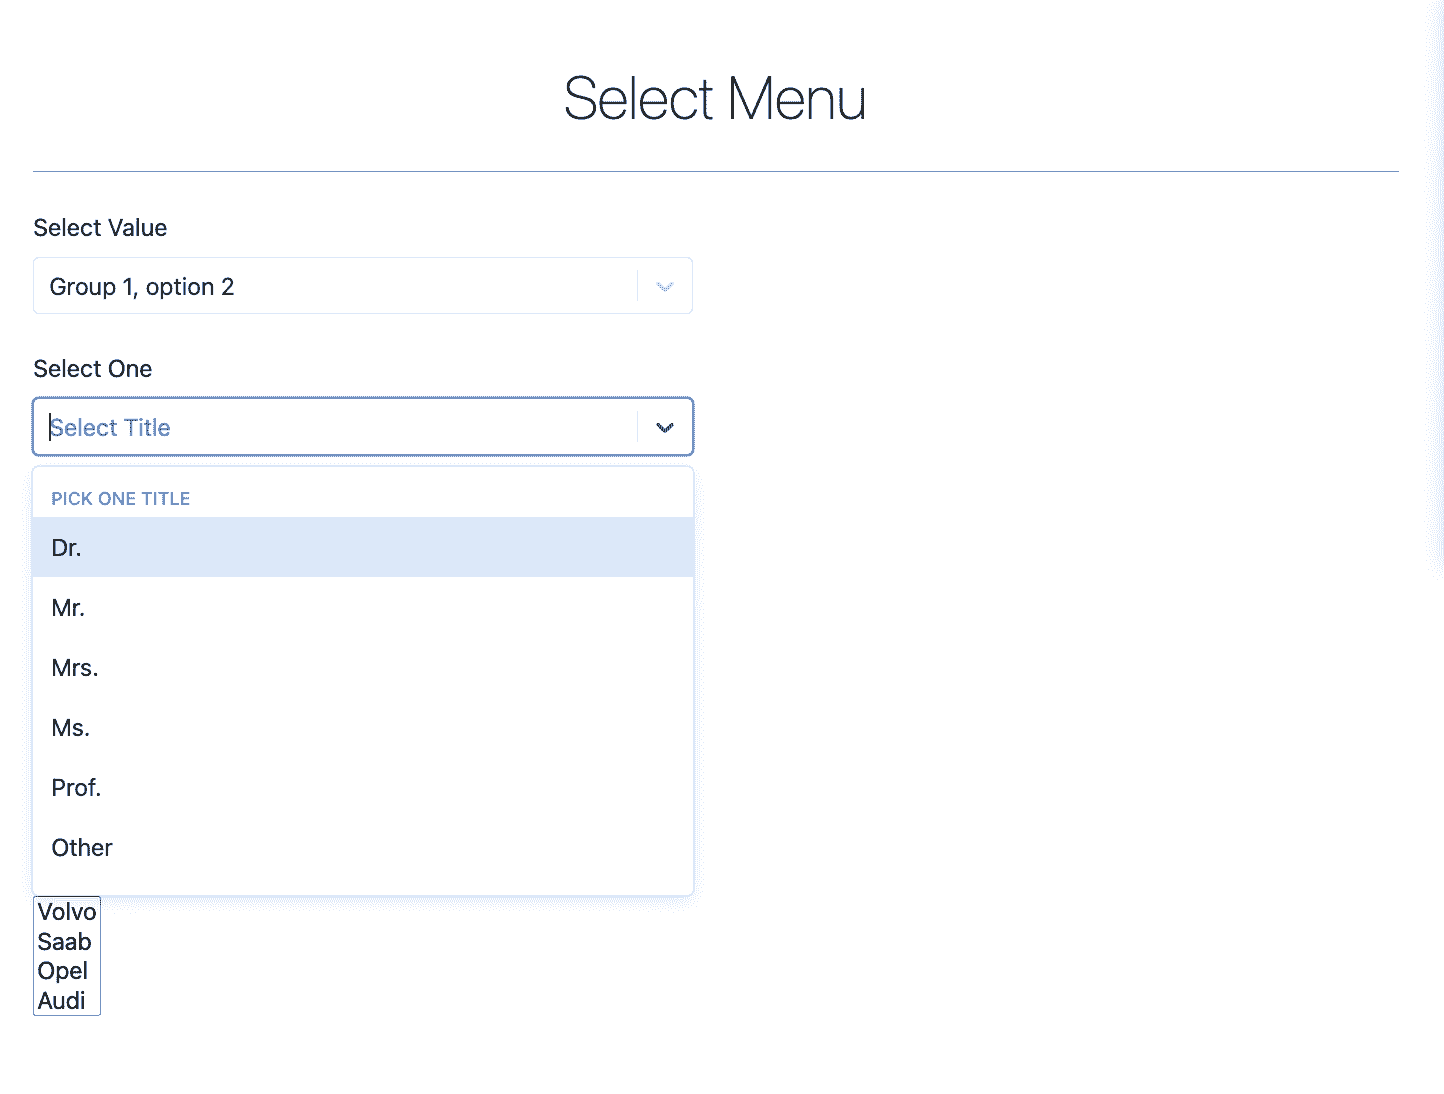 Select Menu
Select Value
Group 1, option 2
Select One
Select Title
PICK ONE TITLE
Dr.
Mr.
Mrs.
Ms.
Prof.
Other
Volvo
Saab
Opel
Audi